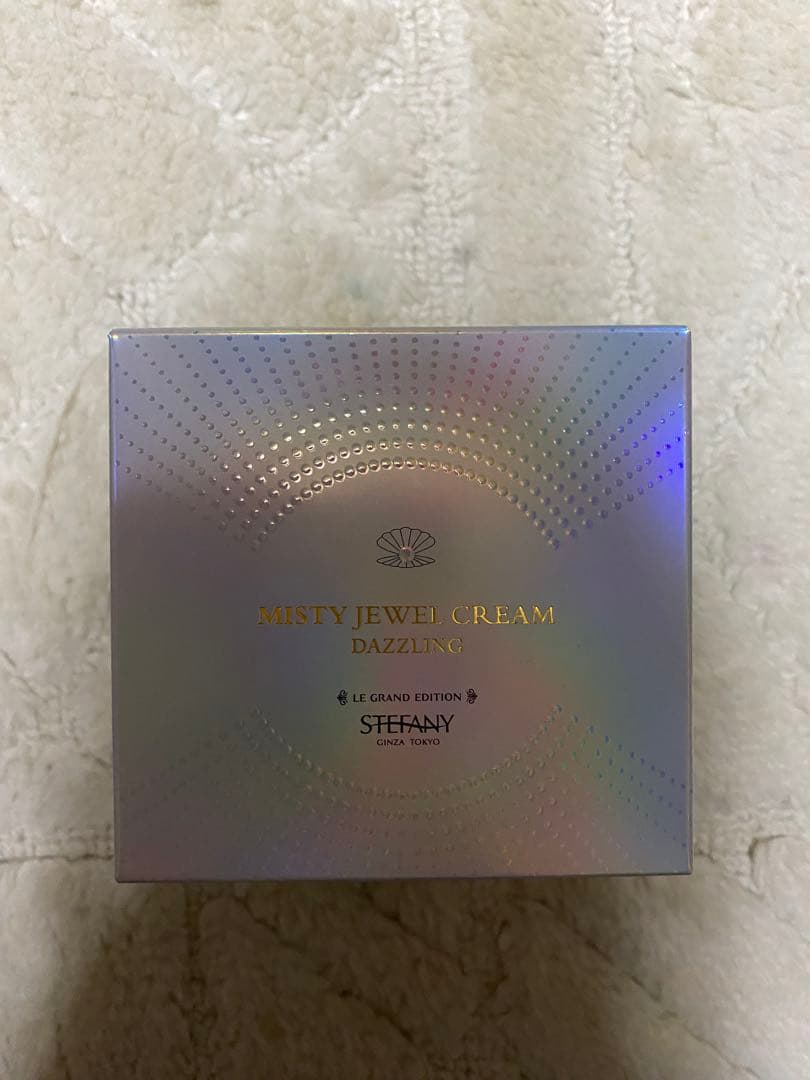 MISTY JEWEL CREAM
DAZZLING
LE GRAND EDITION
STEFANY
GINZA TOKYO